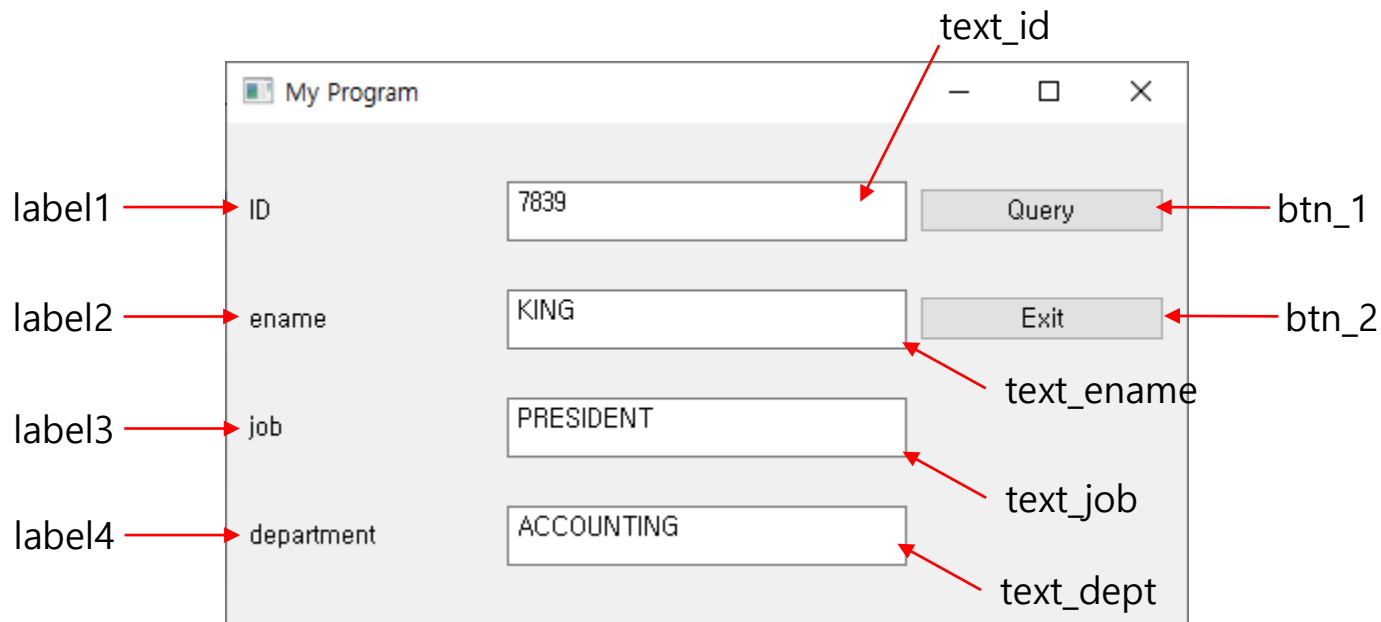 text_id
My Program
label1
ID
7839
Query
btn_1
label2
ename
KING
Exit
btn_2
text_ename
label3
job
PRESIDENT
text_job
label4
department
ACCOUNTING
text_dept